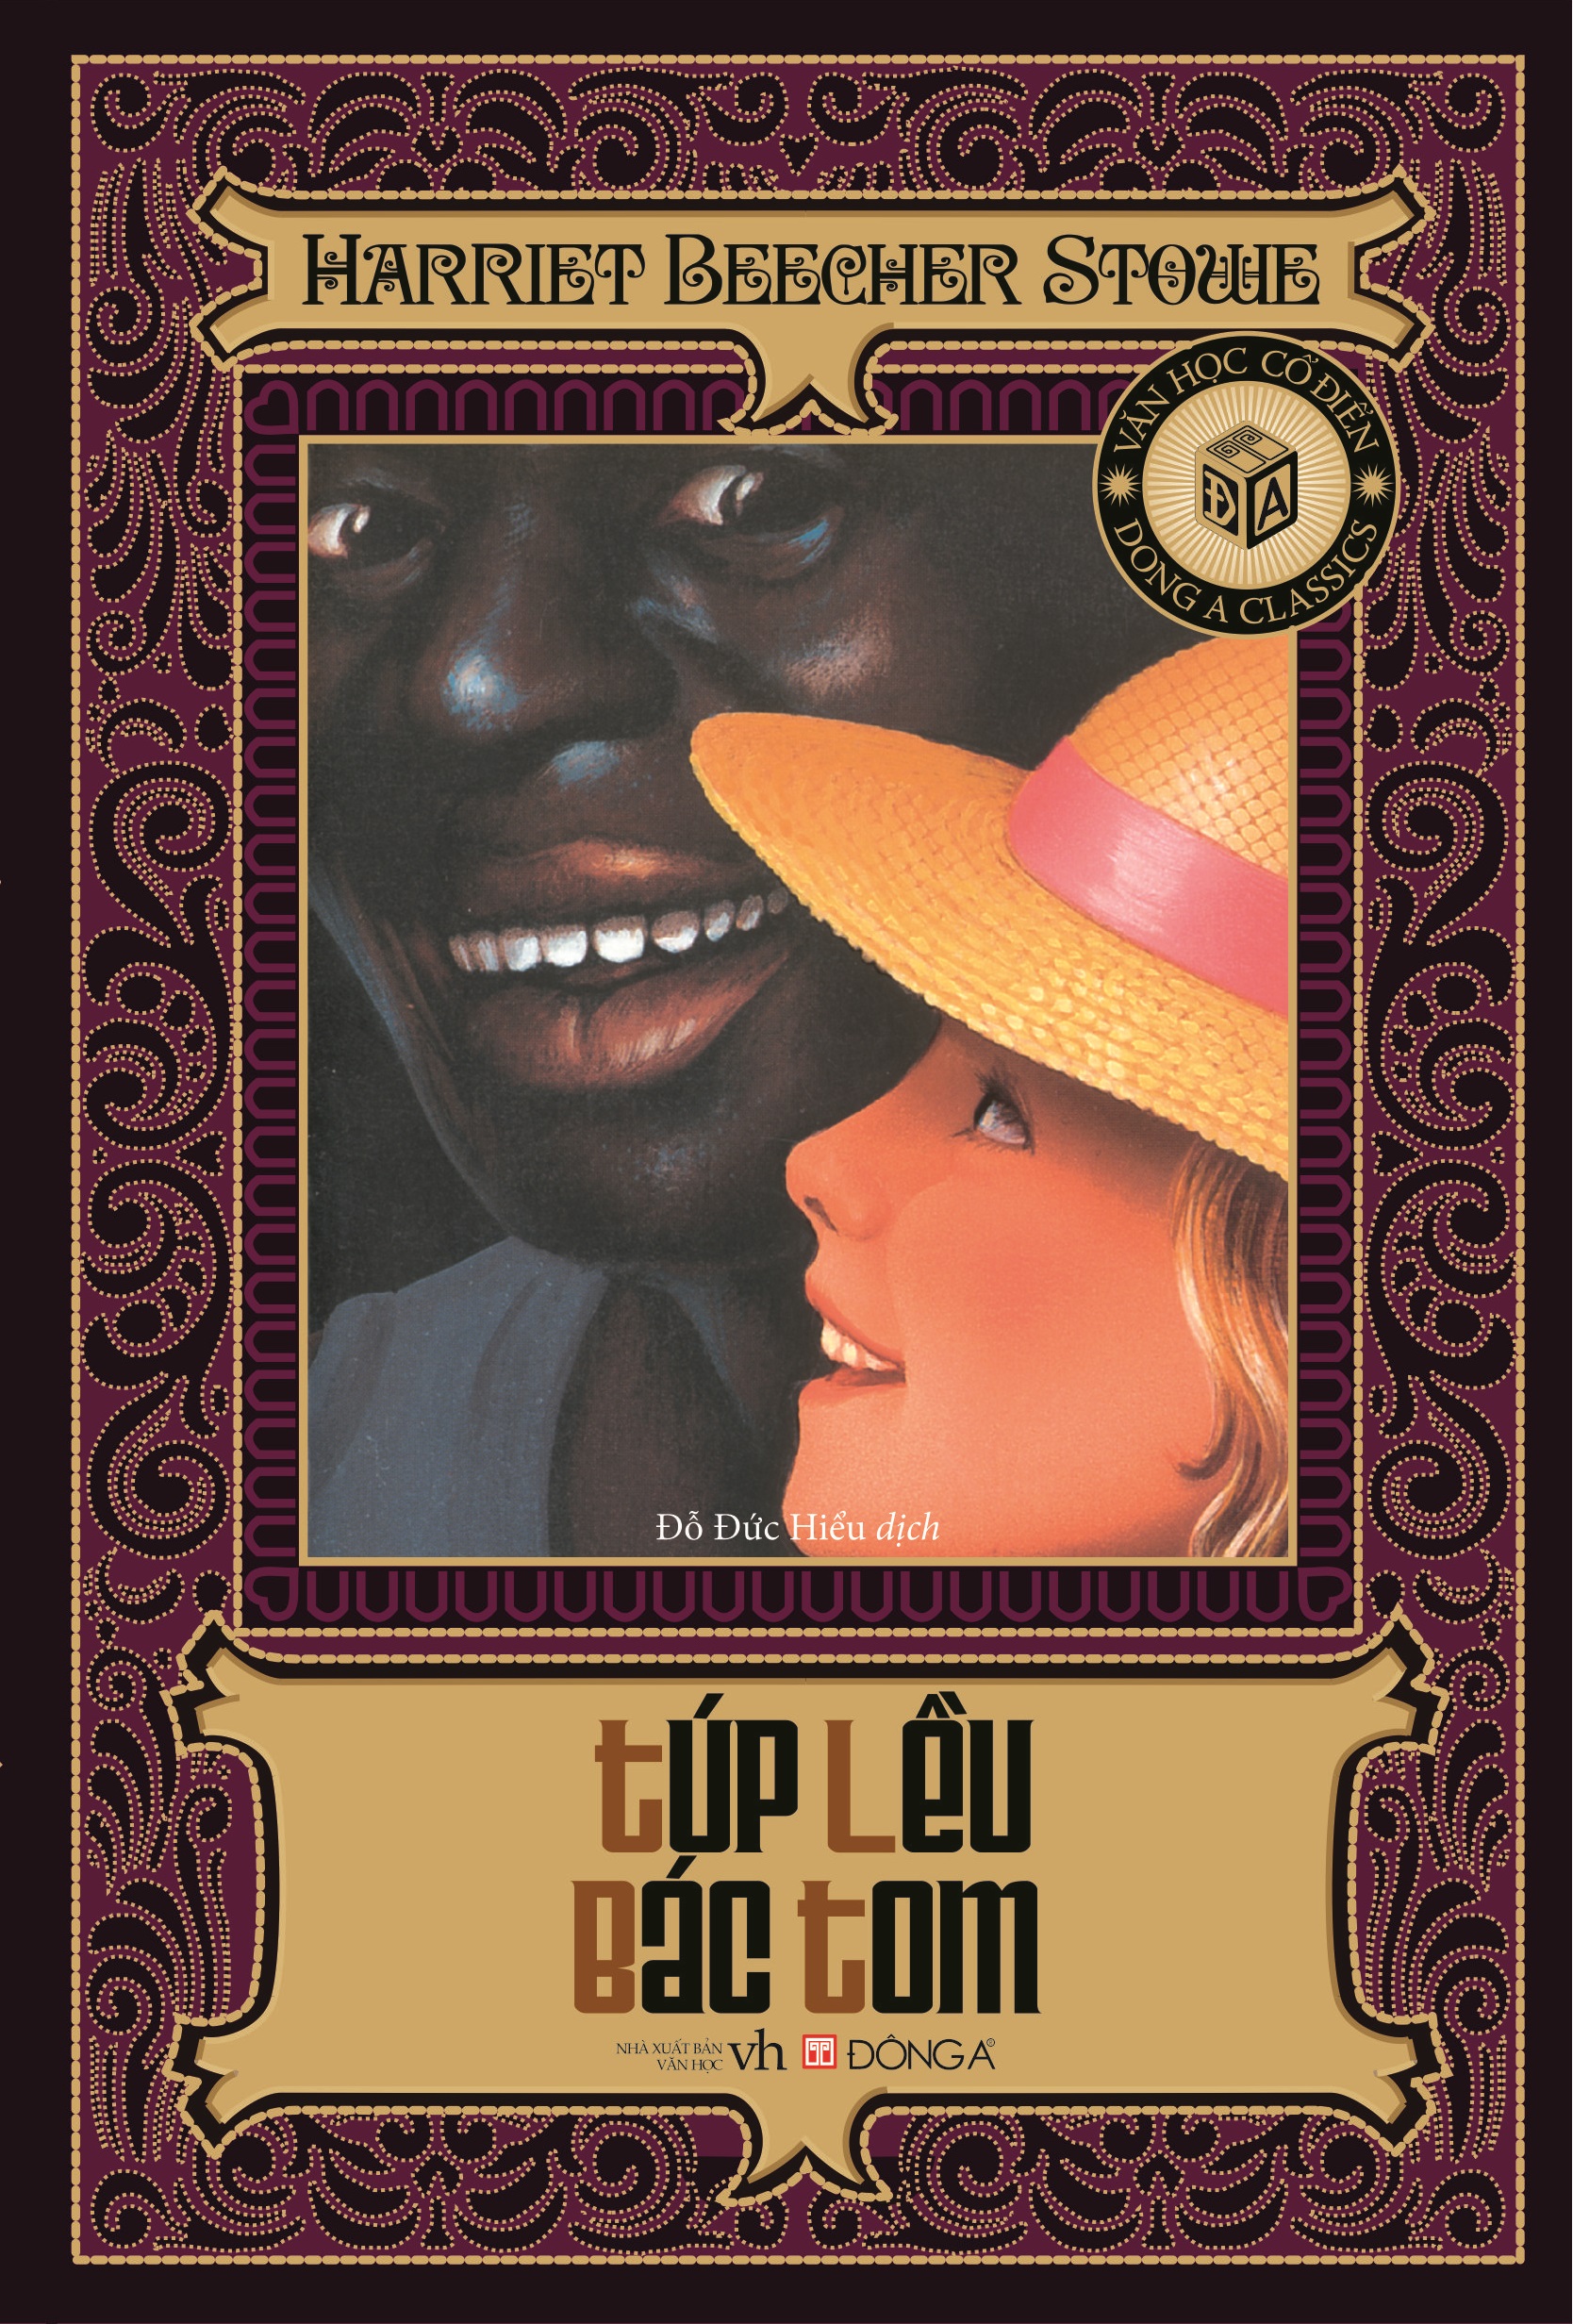 HARRIET BEECHER STOWE
VĂN HỌC CỔ ĐIỂN
ĐA
DONG A CLASSICS
Đỗ Đức Hiểu dịch
TÚP LỀU
BÁC TOM
NHÀ XUẤT BẢN
VĂN HỌC
vh
ĐÔNG A®